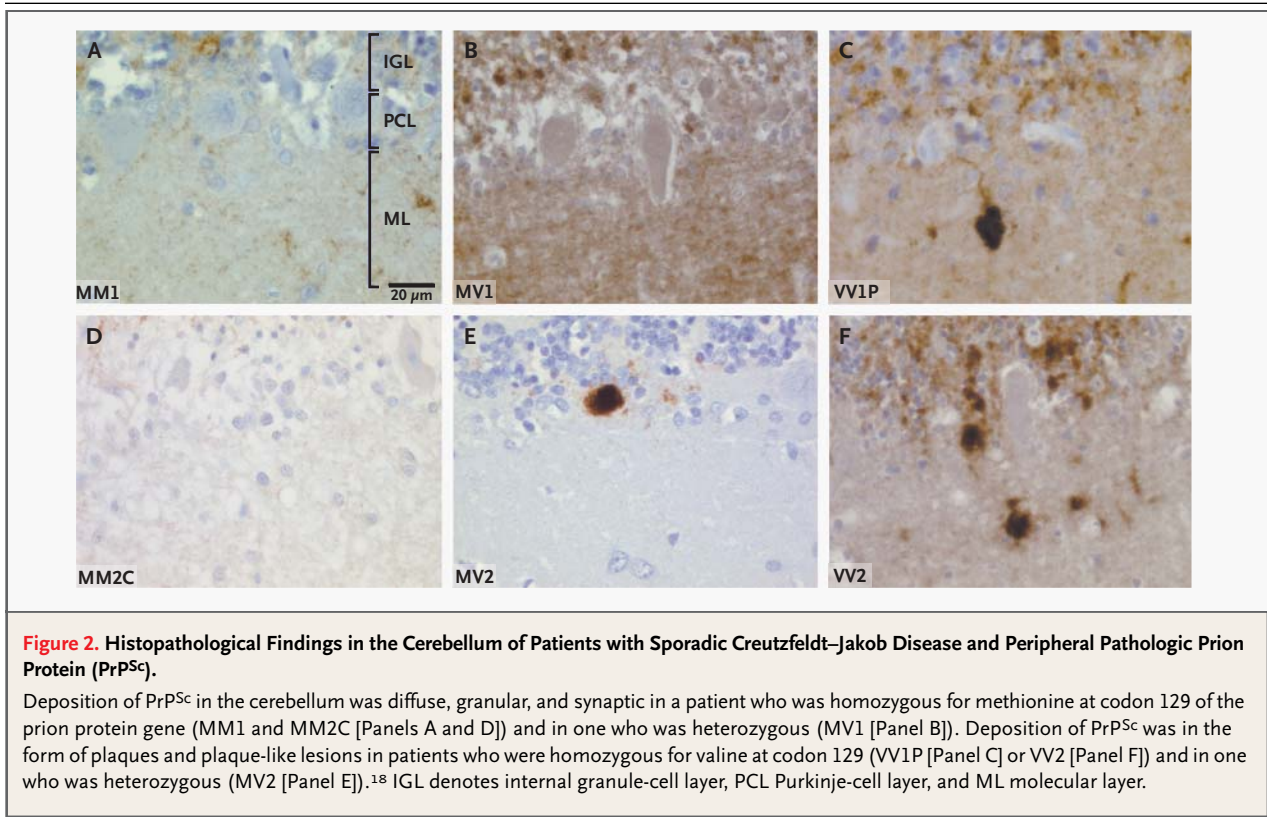 A
IGL
PCL
ML
20 µm
MM1
B
MV1
C
VV1P
D
MM2C
E
MV2
F
VV2
Figure 2. Histopathological Findings in the Cerebellum of Patients with Sporadic Creutzfeldt–Jakob Disease and Peripheral Pathologic Prion
Protein (PrPSc).
Deposition of PrPSc in the cerebellum was diffuse, granular, and synaptic in a patient who was homozygous for methionine at codon 129 of the
prion protein gene (MM1 and MM2C [Panels A and D]) and in one who was heterozygous (MV1 [Panel B]). Deposition of PrPSc was in the
form of plaques and plaque-like lesions in patients who were homozygous for valine at codon 129 (VV1P [Panel C] or VV2 [Panel F]) and in one
who was heterozygous (MV2 [Panel E]).18 IGL denotes internal granule-cell layer, PCL Purkinje-cell layer, and ML molecular layer.